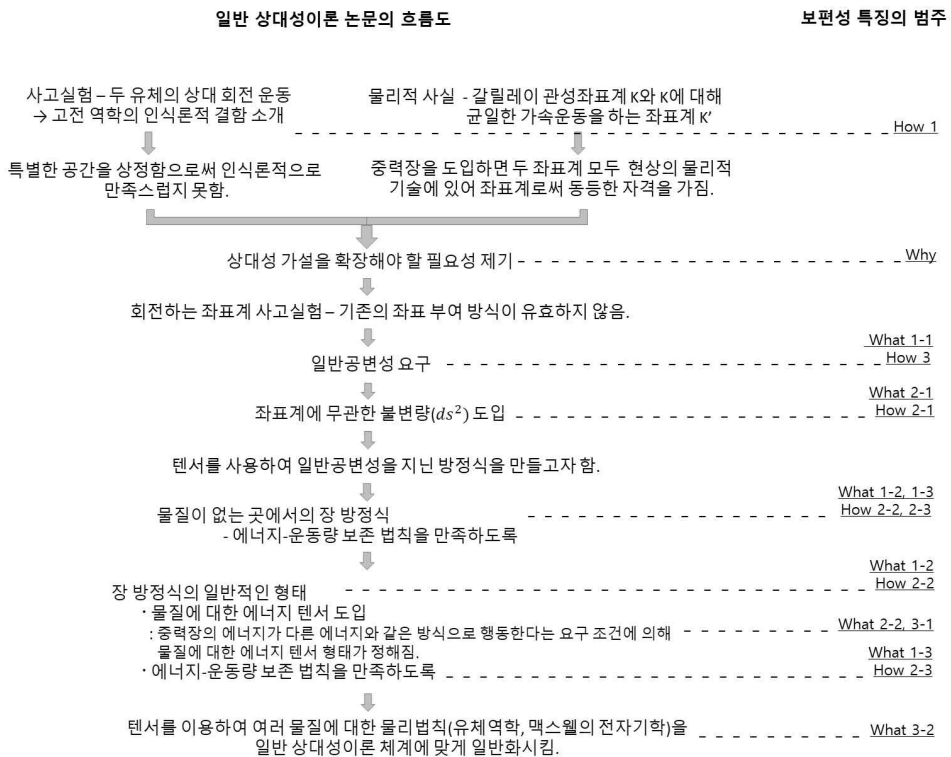 일반 상대성이론 논문의 흐름도
보편성 특징의 범주
사고실험 – 두 유체의 상대 회전 운동
→ 고전 역학의 인식론적 결함 소개
물리적 사실 - 갈릴레이 관성좌표계 K와 K에 대해
균일한 가속운동을 하는 좌표계 K'
How 1
특별한 공간을 상정함으로써 인식론적으로
만족스럽지 못함.
중력장을 도입하면 두 좌표계 모두 현상의 물리적
기술에 있어 좌표계로써 동등한 자격을 가짐.
상대성 가설을 확장해야 할 필요성 제기
Why
회전하는 좌표계 사고실험 – 기존의 좌표 부여 방식이 유효하지 않음.
일반공변성 요구
What 1-1
How 3
좌표계에 무관한 불변량(ds²) 도입
What 2-1
How 2-1
텐서를 사용하여 일반공변성을 지닌 방정식을 만들고자 함.
물질이 없는 곳에서의 장 방정식
- 에너지-운동량 보존 법칙을 만족하도록
What 1-2, 1-3
How 2-2, 2-3
장 방정식의 일반적인 형태
What 1-2
How 2-2
· 물질에 대한 에너지 텐서 도입
: 중력장의 에너지가 다른 에너지와 같은 방식으로 행동한다는 요구 조건에 의해
물질에 대한 에너지 텐서 형태가 정해짐.
What 2-2, 3-1
· 에너지-운동량 보존 법칙을 만족하도록
What 1-3
How 2-3
텐서를 이용하여 여러 물질에 대한 물리법칙(유체역학, 맥스웰의 전자기학)을
일반 상대성이론 체계에 맞게 일반화시킴.
What 3-2